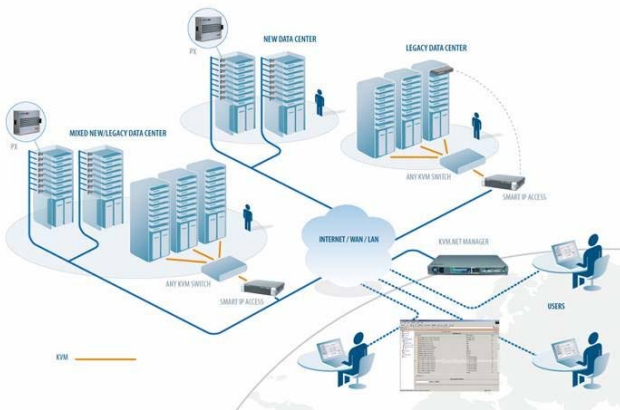 NEW DATA CENTER
PX
LEGACY DATA CENTER
MIXED NEW/LEGACY DATA CENTER
PX
ANY KVM SWITCH
SMART IP ACCESS
INTERNET / WAN / LAN
KVM.NET MANAGER
ANY KVM SWITCH
SMART IP ACCESS
USERS
KVM